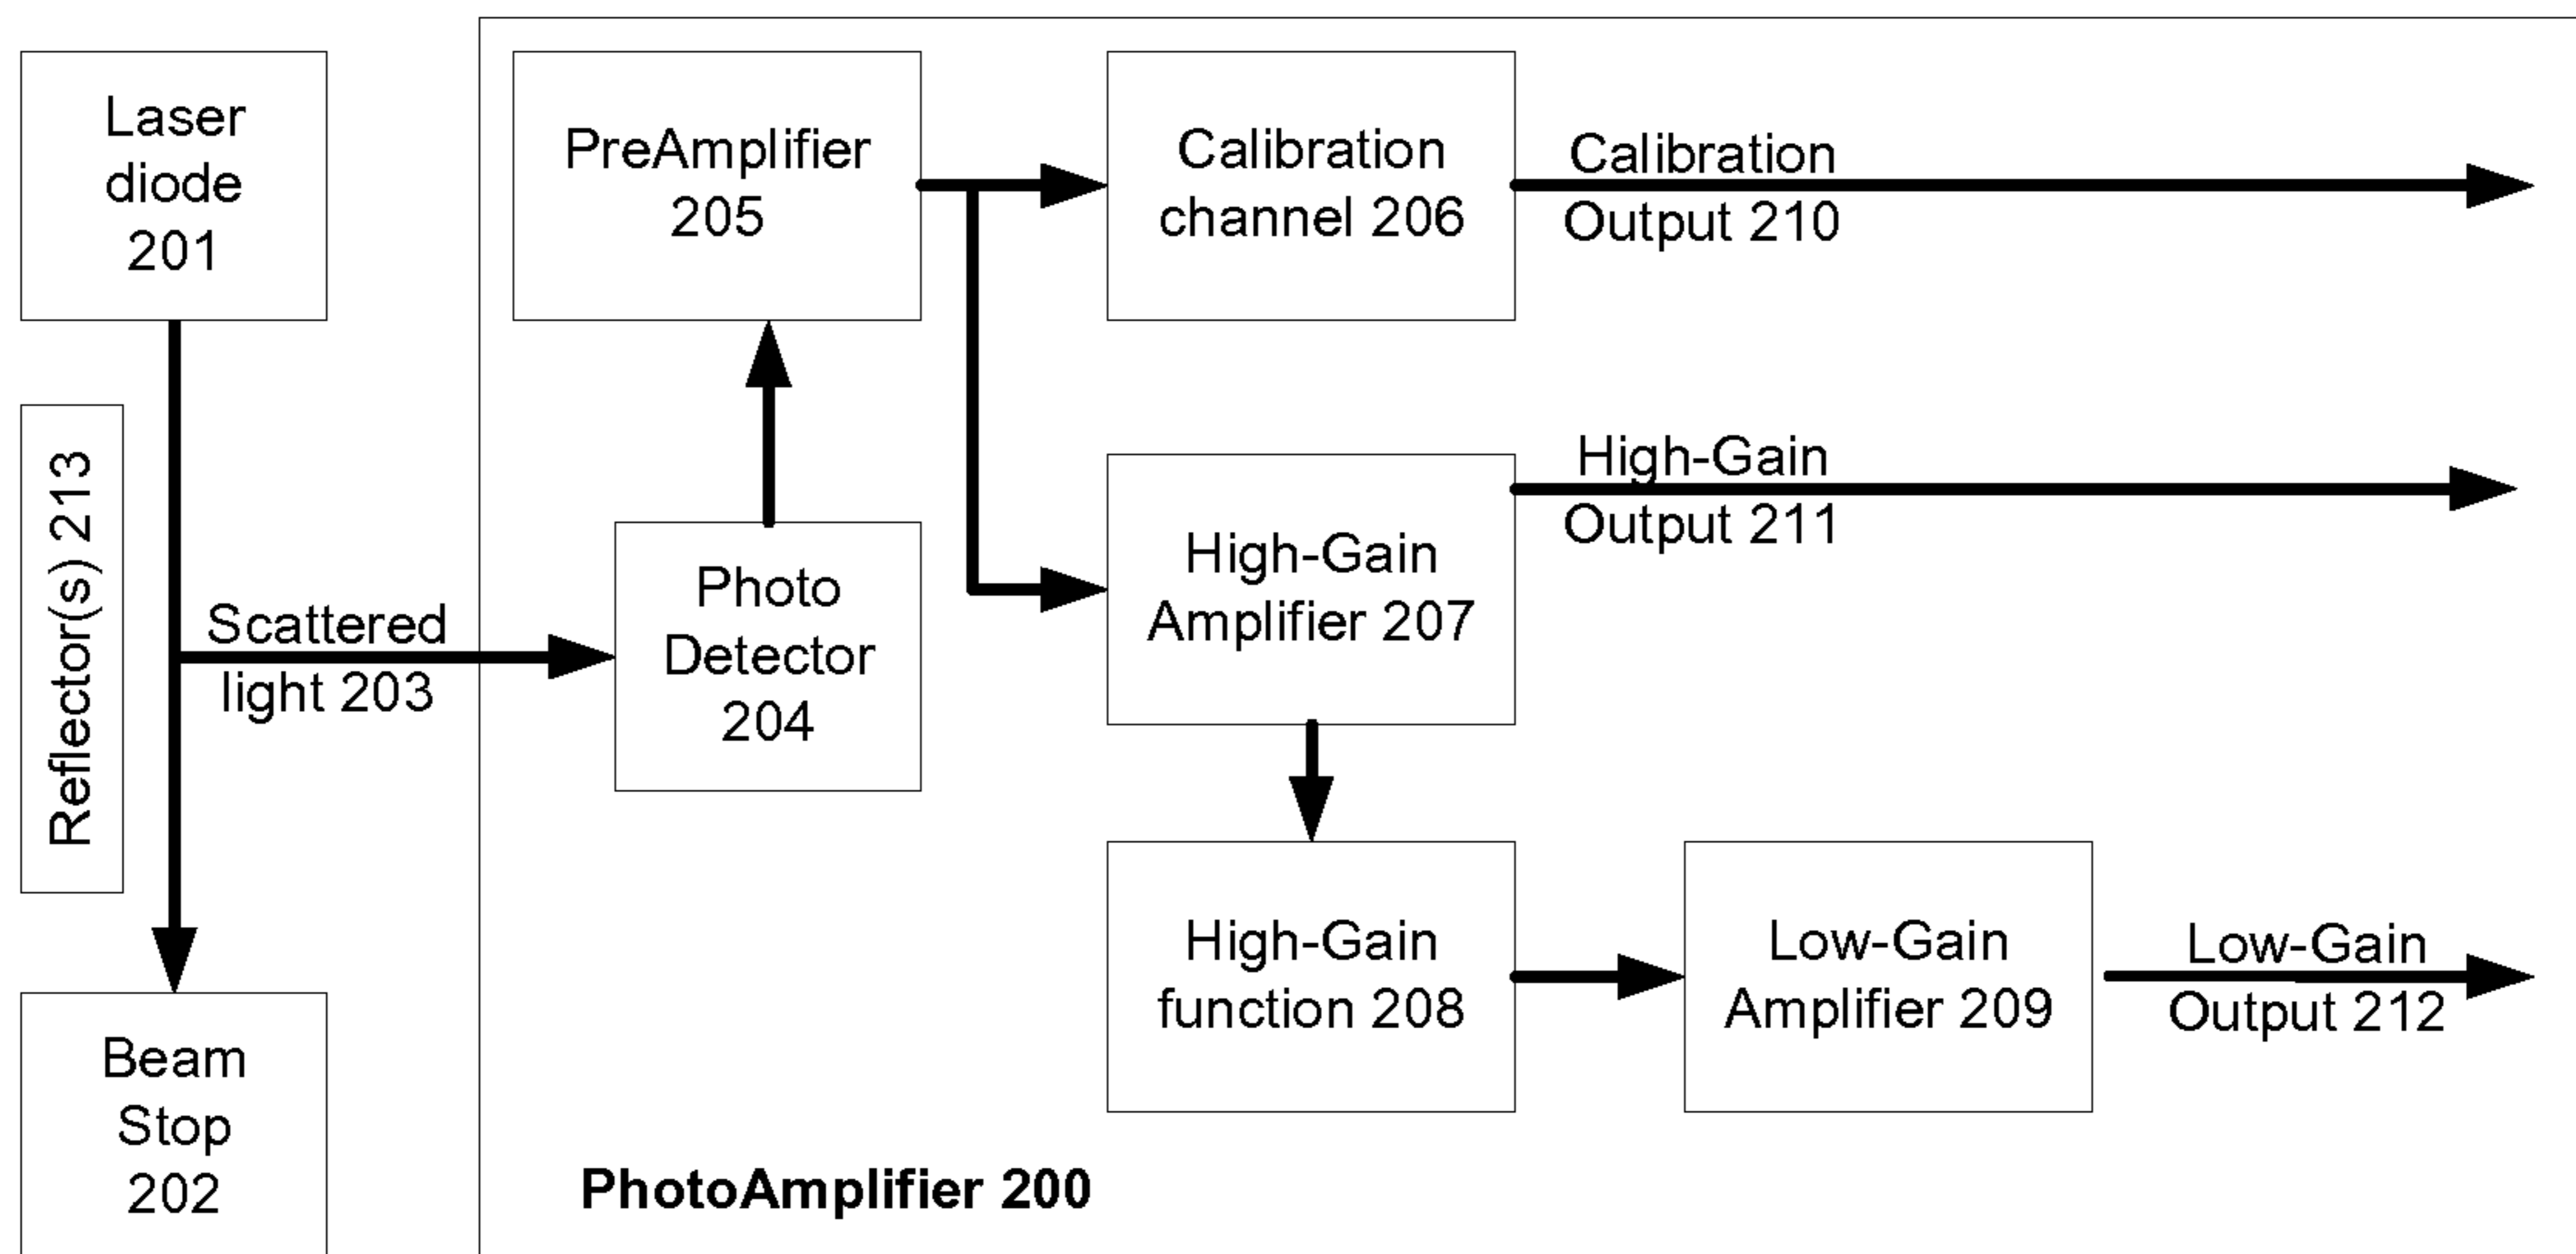 Laser
diode
201
PreAmplifier
205
Calibration
channel 206
Calibration
Output 210
Reflector(s) 213
Scattered
light 203
Photo
Detector
204
High-Gain
Amplifier 207
High-Gain
Output 211
Beam
Stop
202
High-Gain
function 208
Low-Gain
Amplifier 209
Low-Gain
Output 212
PhotoAmplifier 200